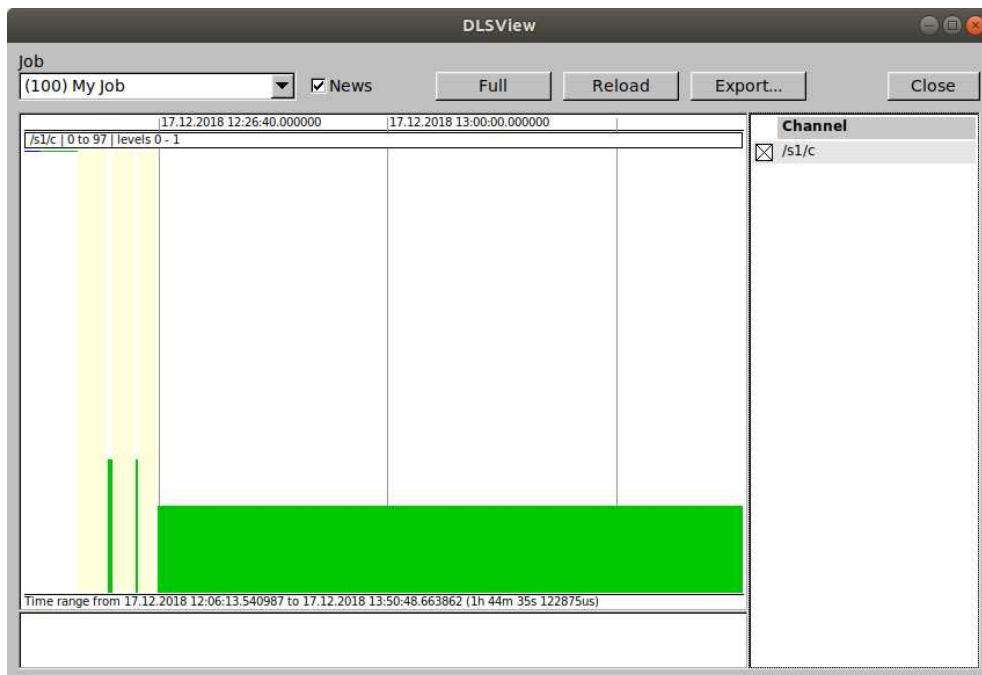 DLSView
Job
(100) My Job
News
Full
Reload
Export...
Close
17.12.2018 12:26:40.000000
17.12.2018 13:00:00.000000
/s1/c | 0 to 97 | levels 0 - 1
Channel
/s1/c
Time range from 17.12.2018 12:06:13.540987 to 17.12.2018 13:50:48.663862 (1h 44m 35s 122875us)